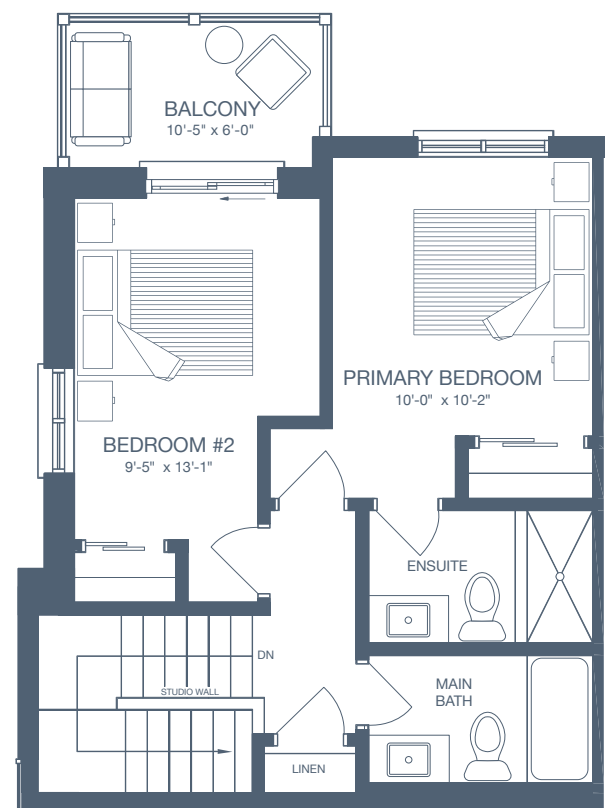 BALCONY
10'-5" x 6'-0"
PRIMARY BEDROOM
10'-0" x 10'-2"
BEDROOM #2
9'-5" x 13'-1"
ENSUITE
DN
STUDIO WALL
MAIN
BATH
LINEN